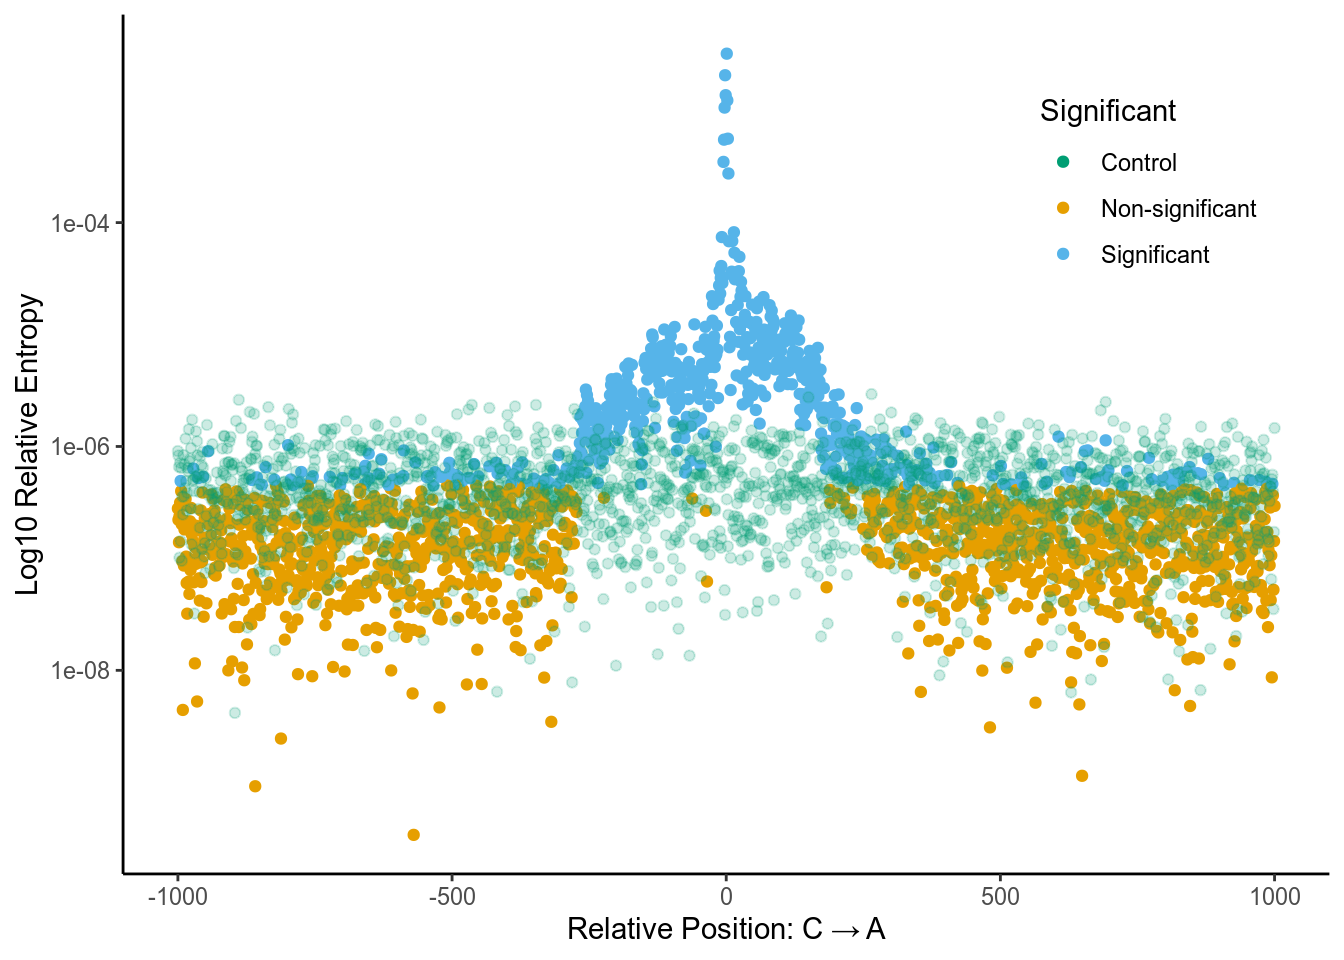 Significant
Control
Non-significant
Significant
Log10 Relative Entropy
1e-04
1e-06
1e-08
-1000
-500
0
500
1000
Relative Position: C → A